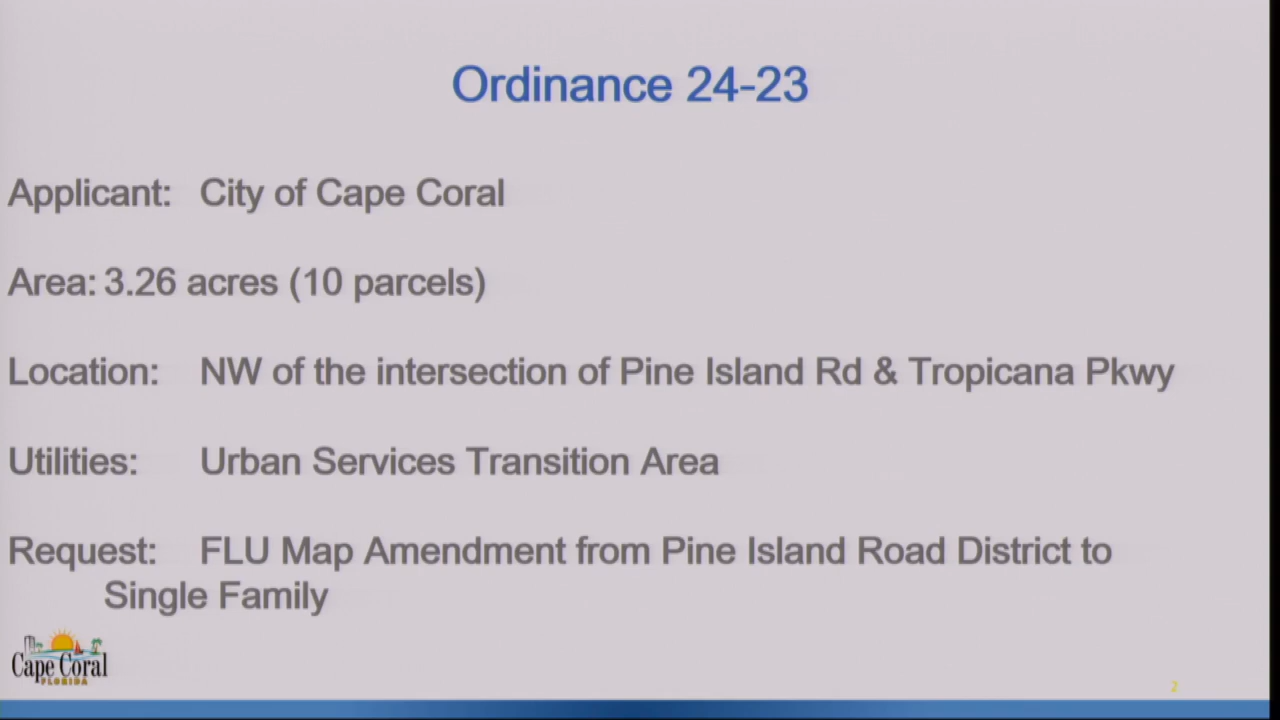 Ordinance 24-23
Applicant: City of Cape Coral
Area: 3.26 acres (10 parcels)
Location: NW of the intersection of Pine Island Rd & Tropicana Pkwy
Utilities: Urban Services Transition Area
Request: FLU Map Amendment from Pine Island Road District to
Single Family
Cape Coral
FLORIDA
2